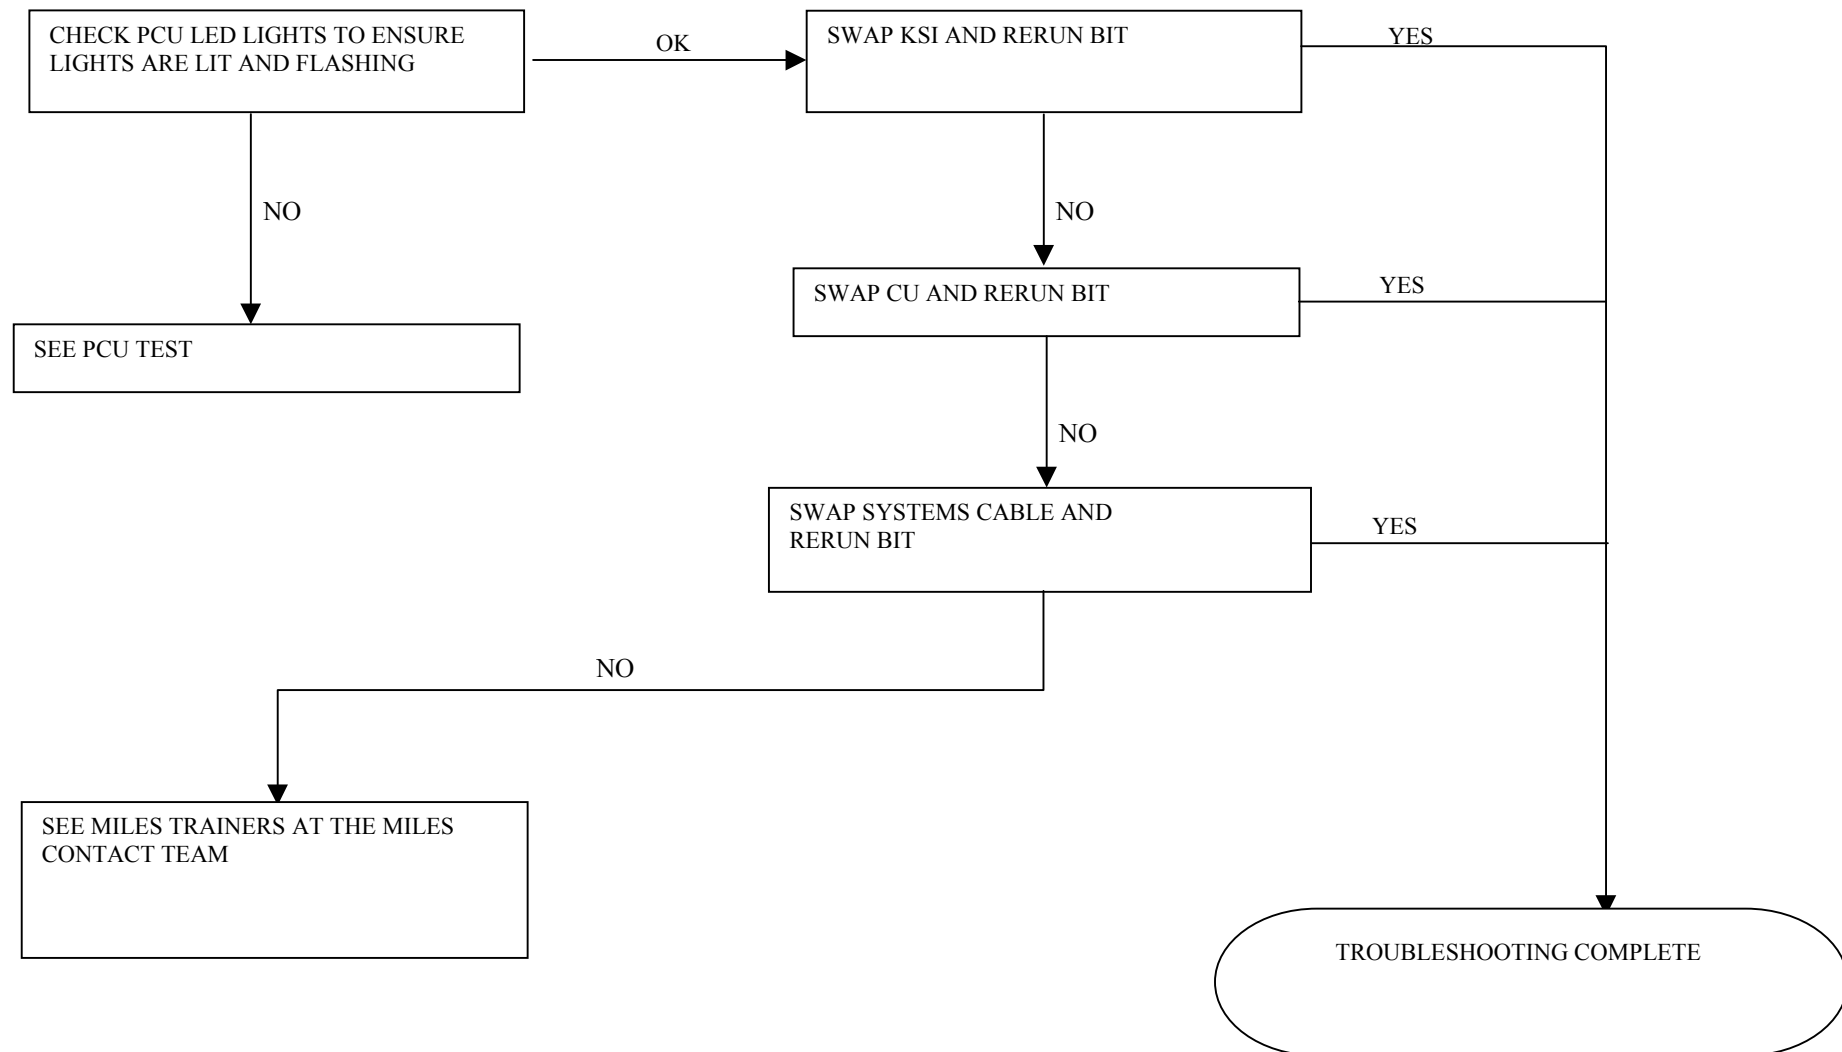 CHECK PCU LED LIGHTS TO ENSURE
LIGHTS ARE LIT AND FLASHING
OK
SWAP KSI AND RERUN BIT
YES
NO
NO
SWAP CU AND RERUN BIT
YES
SEE PCU TEST
NO
SWAP SYSTEMS CABLE AND
RERUN BIT
YES
NO
SEE MILES TRAINERS AT THE MILES
CONTACT TEAM
TROUBLESHOOTING COMPLETE